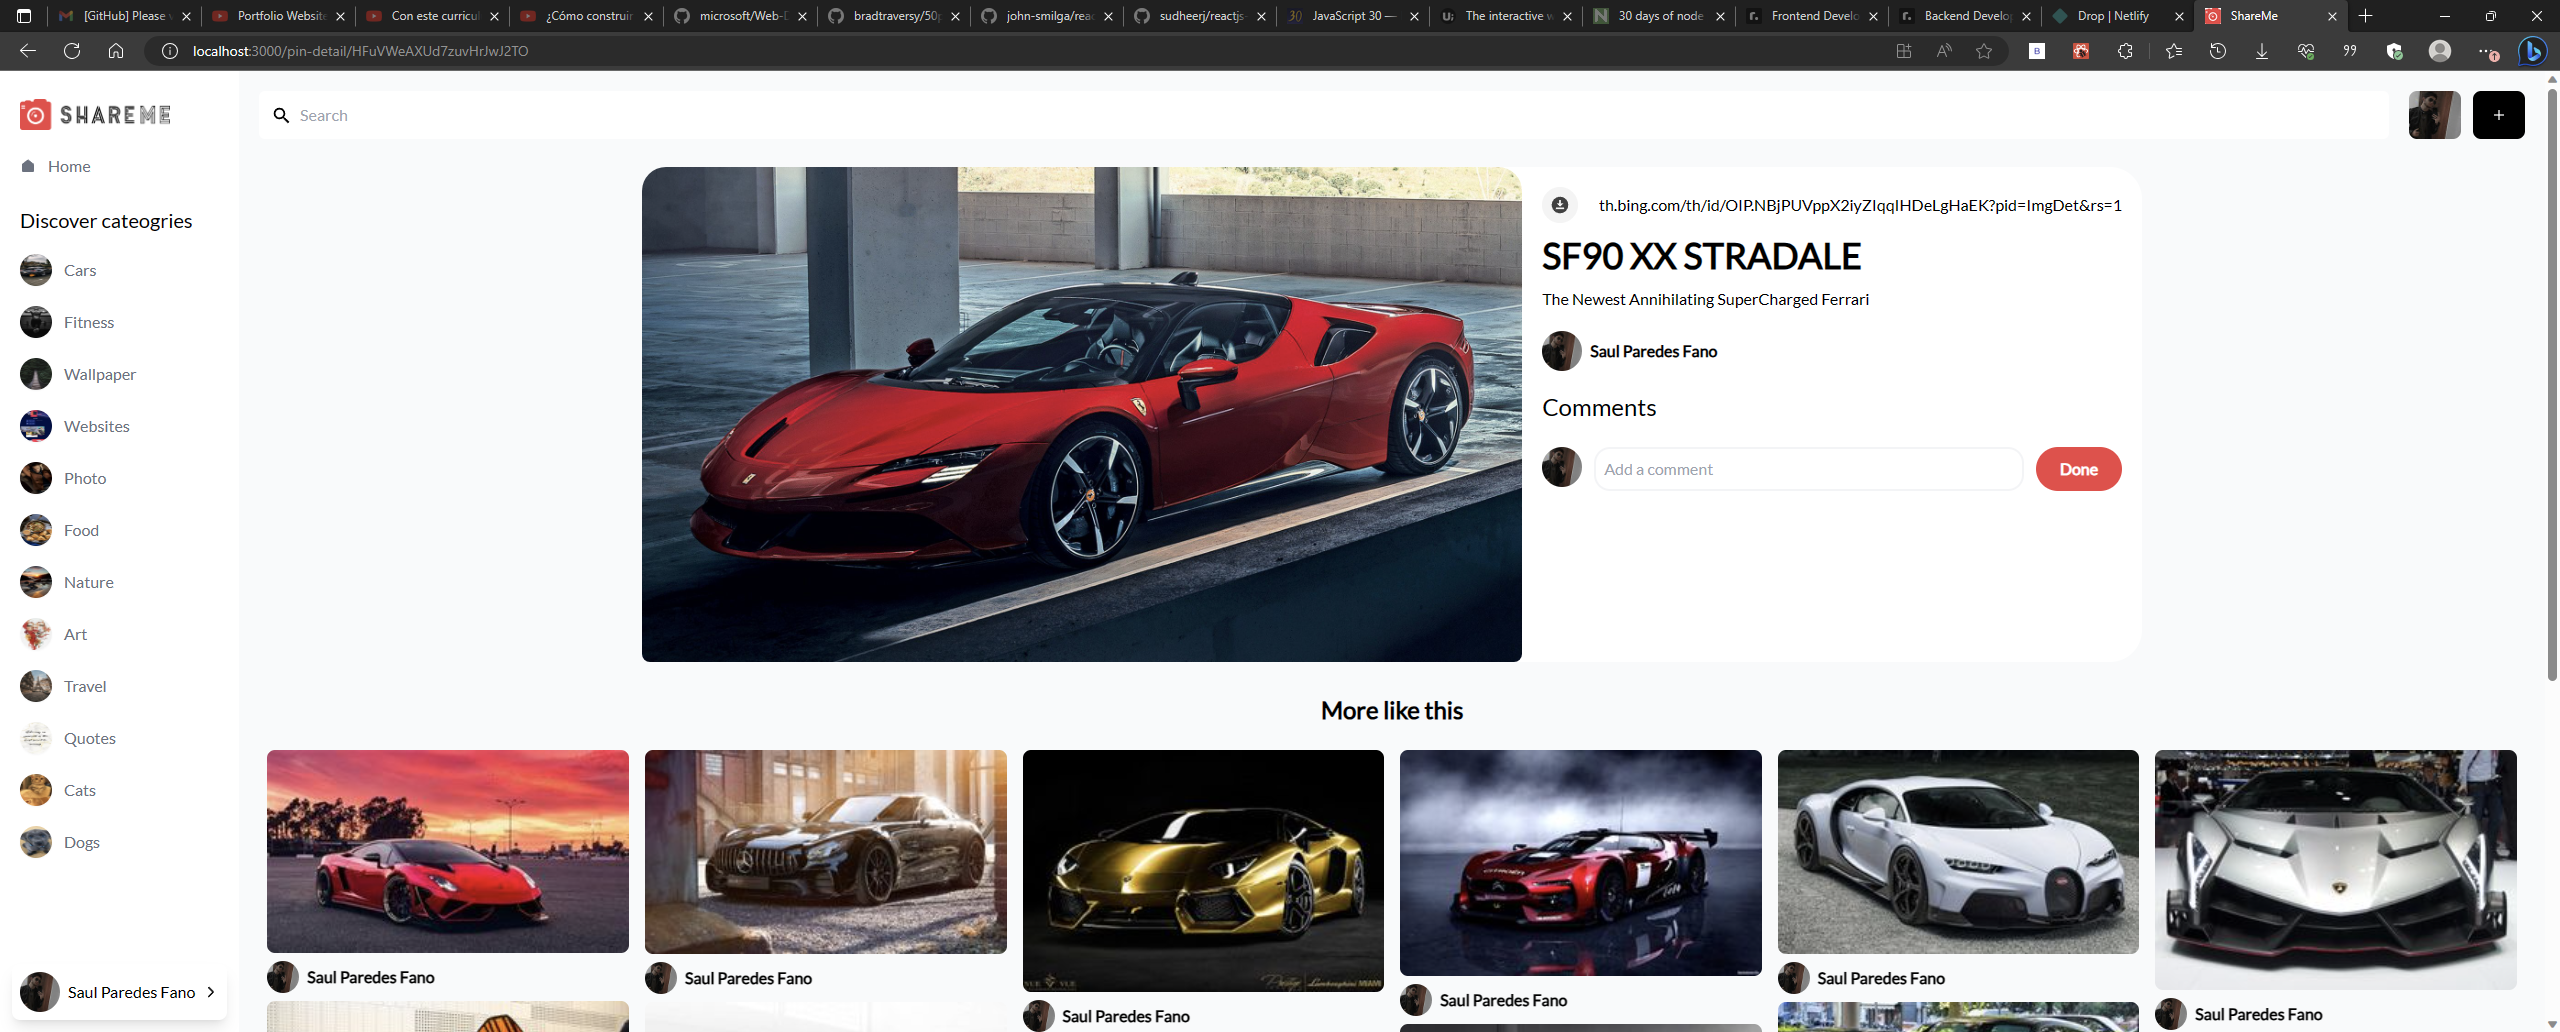 [GitHub] Please v
Portfolio Website
Con este curricul
¿Cómo construir
microsoft/Web-D
bradtraversy/50p
john-smilga/reac
sudheerj/reactjs-
JavaScript 30 —
The interactive w
30 days of node
Frontend Develo
Backend Develop
Drop | Netlify
ShareMe
localhost:3000/pin-detail/HFuVWeAXUd7zuvHrJwJ2TO
SHAREME
Search
+
Home
Discover cateogries
Cars
Fitness
Wallpaper
Websites
Photo
Food
Nature
Art
Travel
Quotes
Cats
Dogs
Saul Paredes Fano
th.bing.com/th/id/OIP.NBjPUVppX2iyZIqqIHDeLgHaEK?pid=ImgDet&rs=1
SF90 XX STRADALE
The Newest Annihilating SuperCharged Ferrari
Saul Paredes Fano
Comments
Add a comment
Done
More like this
Saul Paredes Fano
Saul Paredes Fano
Saul Paredes Fano
Saul Paredes Fano
Saul Paredes Fano
Saul Paredes Fano